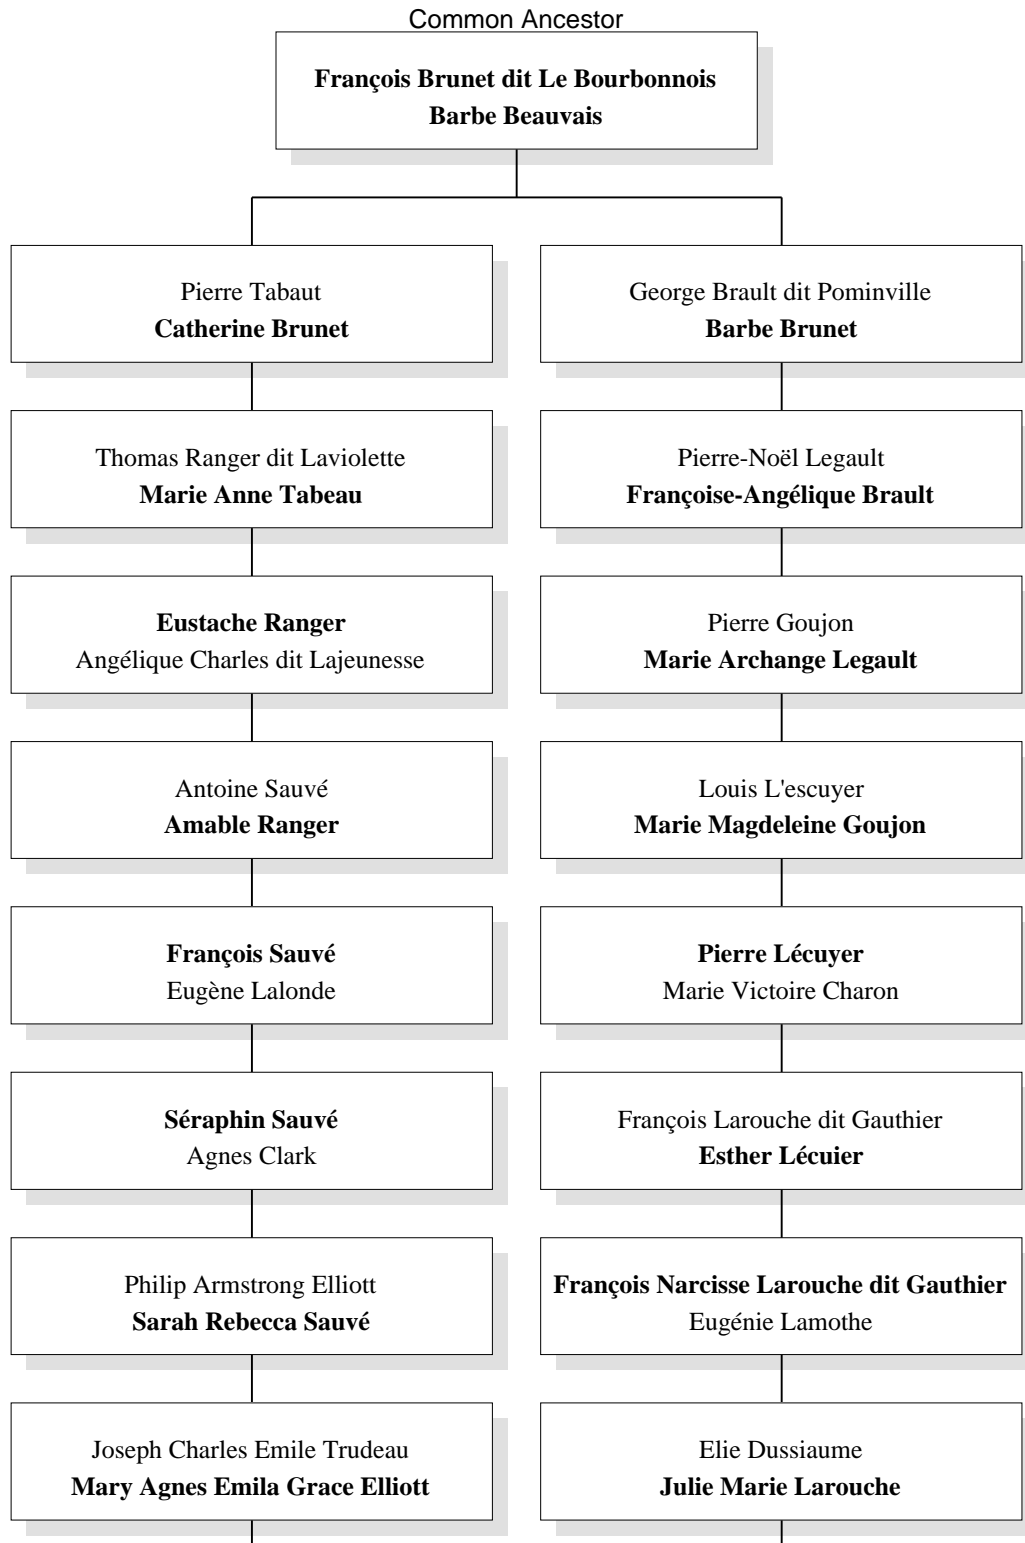 Common Ancestor
François Brunet dit Le Bourbonnois
Barbe Beauvais
Pierre Tabaut
Catherine Brunet
George Brault dit Pominville
Barbe Brunet
Thomas Ranger dit Laviolette
Marie Anne Tabeau
Pierre-Noël Legault
Françoise-Angélique Brault
Eustache Ranger
Angélique Charles dit Lajeunesse
Pierre Goujon
Marie Archange Legault
Antoine Sauvé
Amable Ranger
Louis L'escuyer
Marie Magdeleine Goujon
François Sauvé
Eugène Lalonde
Pierre Lécuyer
Marie Victoire Charon
Séraphin Sauvé
Agnes Clark
François Larouche dit Gauthier
Esther Lécuier
Philip Armstrong Elliott
Sarah Rebecca Sauvé
François Narcisse Larouche dit Gauthier
Eugénie Lamothe
Joseph Charles Emile Trudeau
Mary Agnes Emila Grace Elliott
Elie Dussiaume
Julie Marie Larouche